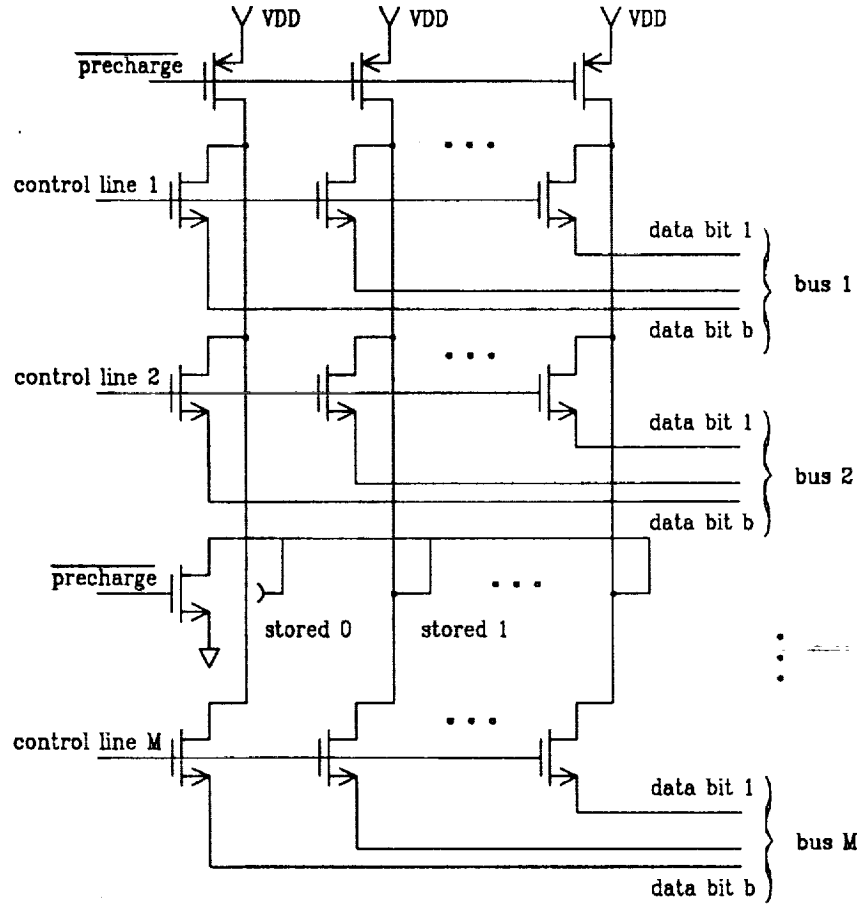 VDD VDD VDD
precharge
control line 1
data bit 1
bus 1
data bit b
control line 2
data bit 1
bus 2
data bit b
precharge
stored 0 stored 1
control line M
data bit 1
bus M
data bit b